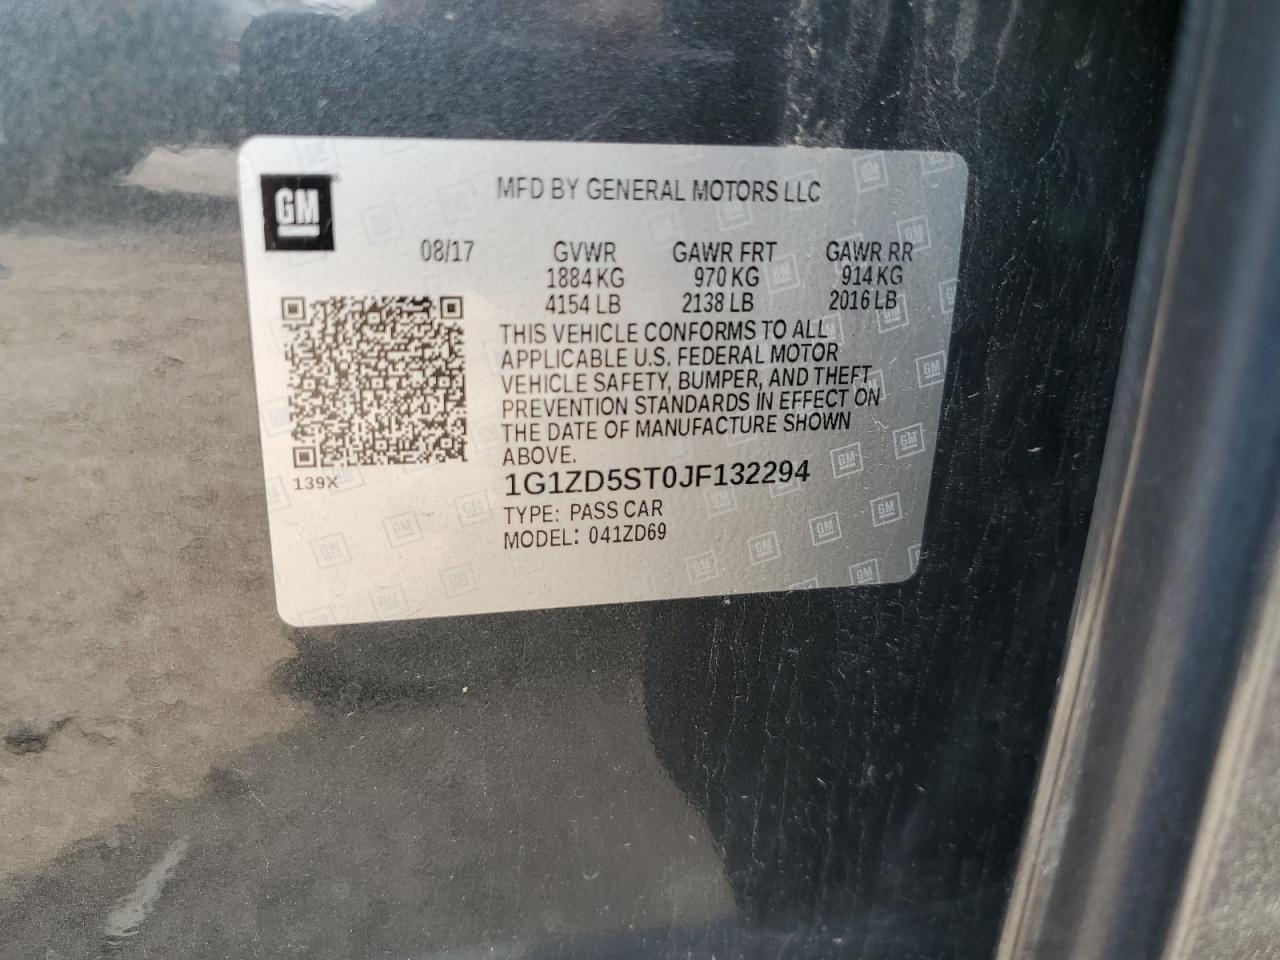 GM
MFD BY GENERAL MOTORS LLC
08/17 GVWR GAWR FRT GAWR RR
1884 KG 970 KG 914 KG
4154 LB 2138 LB 2016 LB
THIS VEHICLE CONFORMS TO ALL
APPLICABLE U.S. FEDERAL MOTOR
VEHICLE SAFETY, BUMPER, AND THEFT
PREVENTION STANDARDS IN EFFECT ON
THE DATE OF MANUFACTURE SHOWN
ABOVE.
139X
1G1ZD5ST0JF132294
TYPE: PASS CAR
MODEL: 041ZD69